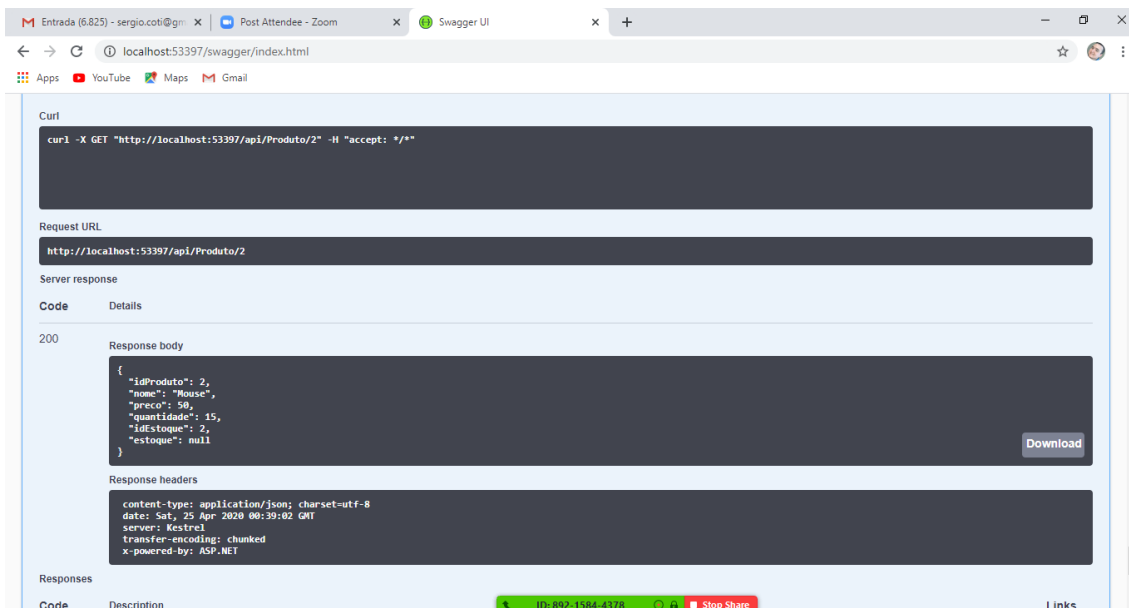 Entrada (6.825) - sergio.coti@gm
Post Attendee - Zoom
Swagger UI
localhost:53397/swagger/index.html
Apps
YouTube
Maps
Gmail
Curl
curl -X GET "http://localhost:53397/api/Produto/2" -H "accept: */*"
Request URL
http://localhost:53397/api/Produto/2
Server response
Code Details
200
Response body
{
"idProduto": 2,
"nome": "Mouse",
"preco": 50,
"quantidade": 15,
"idEstoque": 2,
"estoque": null
}
Download
Response headers
content-type: application/json; charset=utf-8
date: Sat, 25 Apr 2020 00:39:02 GMT
server: Kestrel
transfer-encoding: chunked
x-powered-by: ASP.NET
Responses
Code Description Links
ID: 892-1584-4378 Stop Share